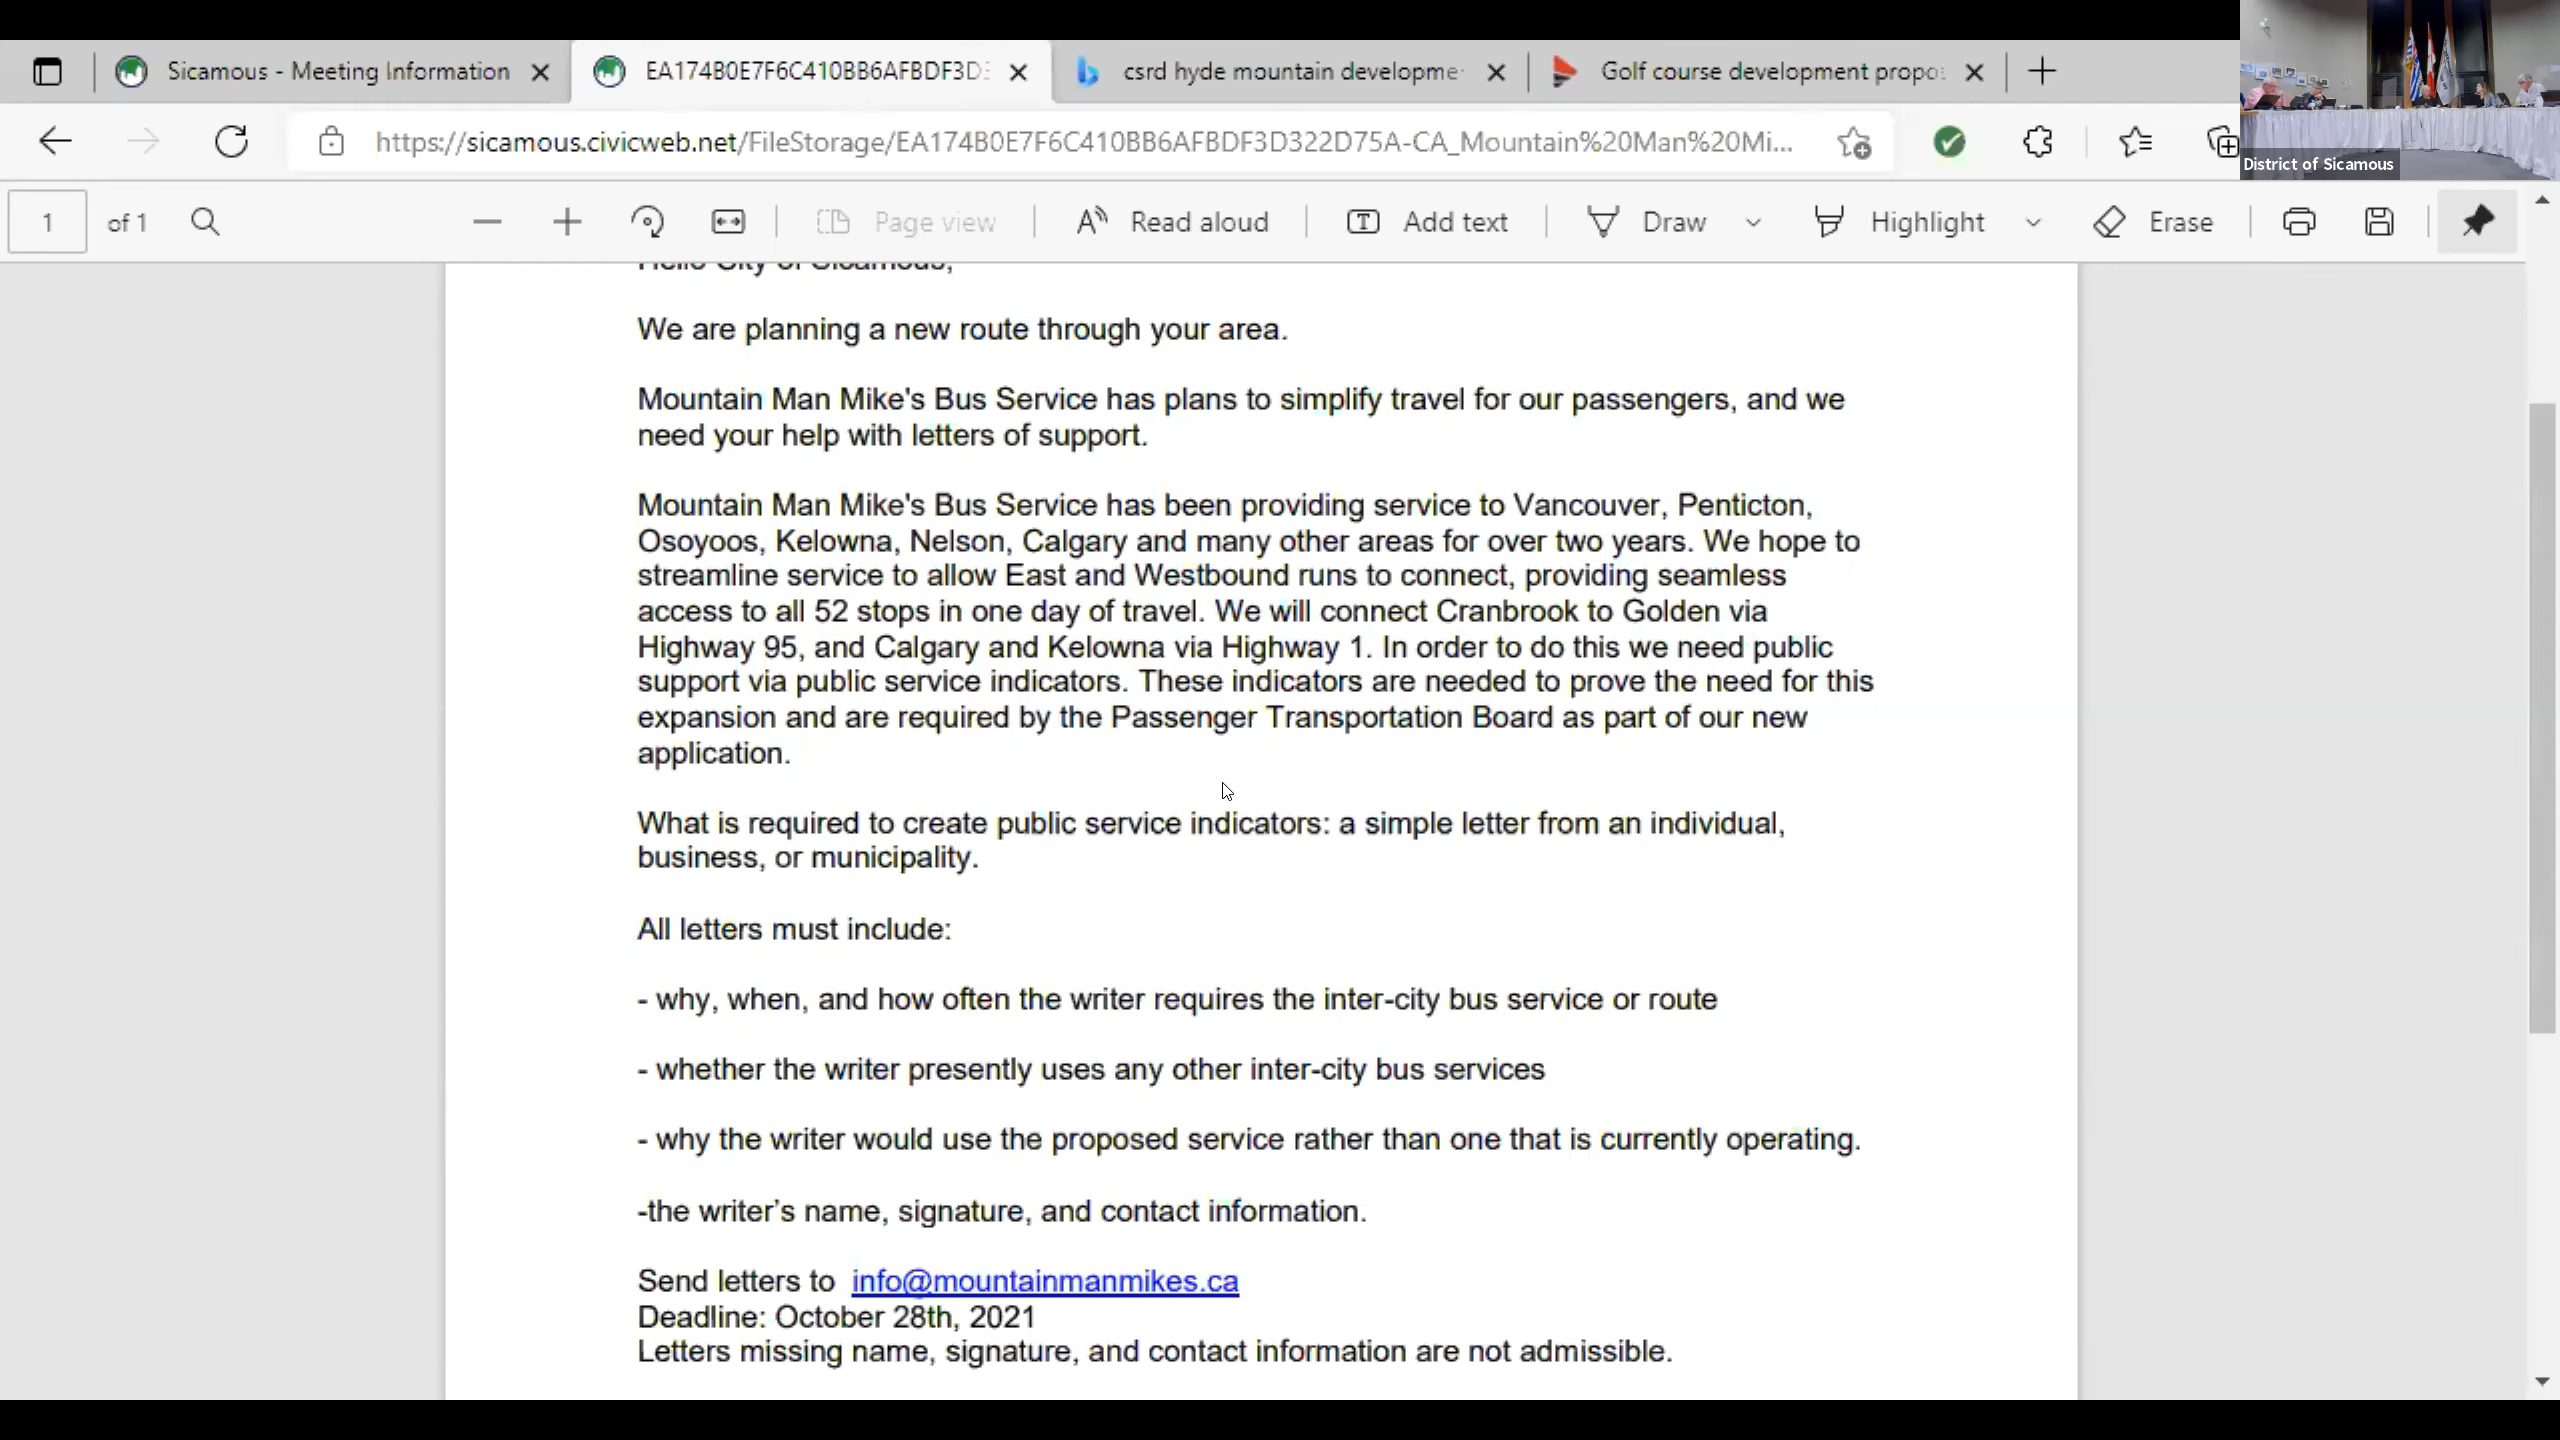 Sicamous - Meeting Information
EA174B0E7F6C410BB6AFBDF3D3
csrd hyde mountain developme
Golf course development propo
https://sicamous.civicweb.net/FileStorage/EA174B0E7F6C410BB6AFBDF3D322D75A-CA_Mountain%20Man%20Mi...
District of Sicamous
1 of 1
Page view
Read aloud
Add text
Draw
Highlight
Erase
Hello City of Sicamous,
We are planning a new route through your area.
Mountain Man Mike's Bus Service has plans to simplify travel for our passengers, and we
need your help with letters of support.
Mountain Man Mike's Bus Service has been providing service to Vancouver, Penticton,
Osoyoos, Kelowna, Nelson, Calgary and many other areas for over two years. We hope to
streamline service to allow East and Westbound runs to connect, providing seamless
access to all 52 stops in one day of travel. We will connect Cranbrook to Golden via
Highway 95, and Calgary and Kelowna via Highway 1. In order to do this we need public
support via public service indicators. These indicators are needed to prove the need for this
expansion and are required by the Passenger Transportation Board as part of our new
application.
What is required to create public service indicators: a simple letter from an individual,
business, or municipality.
All letters must include:
- why, when, and how often the writer requires the inter-city bus service or route
- whether the writer presently uses any other inter-city bus services
- why the writer would use the proposed service rather than one that is currently operating.
-the writer’s name, signature, and contact information.
Send letters to info@mountainmanmikes.ca
Deadline: October 28th, 2021
Letters missing name, signature, and contact information are not admissible.